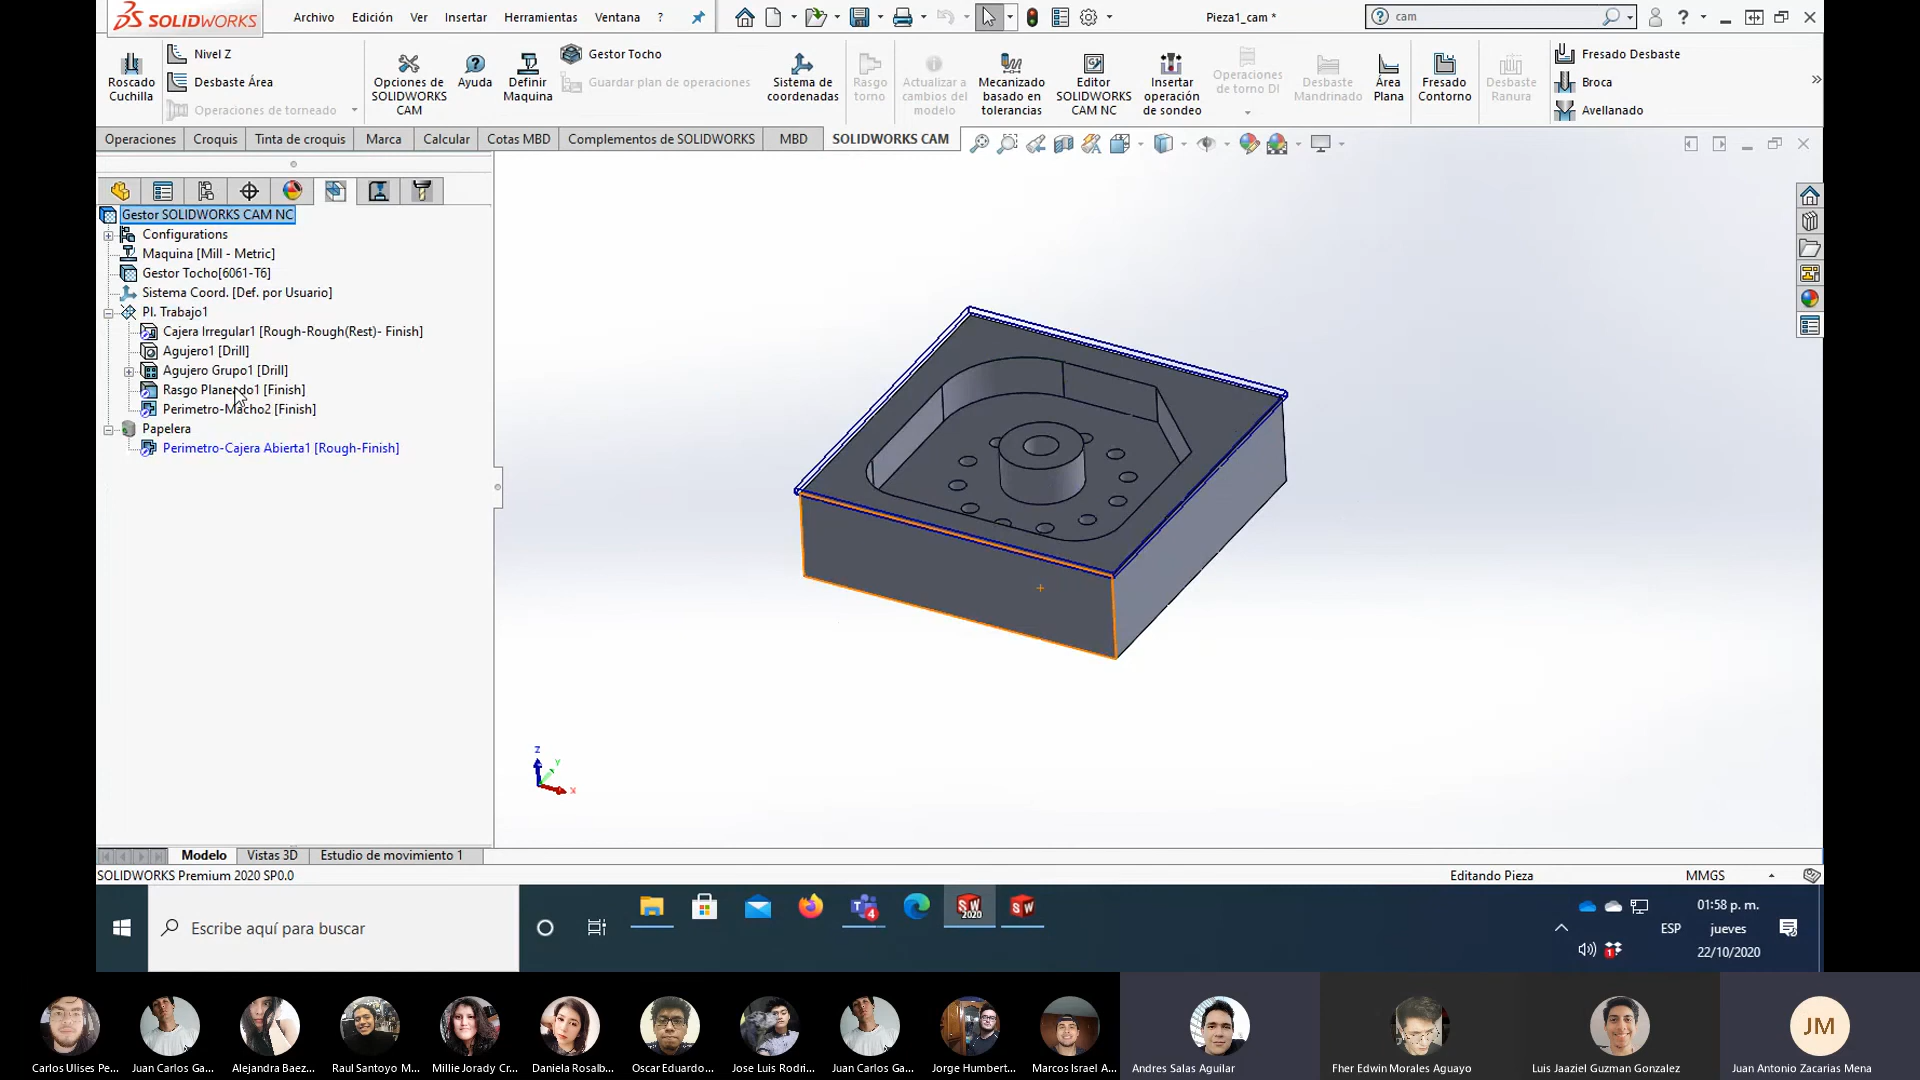 SOLIDWORKS
Archivo Edición Ver Insertar Herramientas Ventana ?
Pieza1_cam *
cam
Roscado Cuchilla
Nivel Z
Desbaste Área
Operaciones de torneado
Opciones de SOLIDWORKS CAM
Ayuda
Definir Maquina
Gestor Tocho
Guardar plan de operaciones
Sistema de coordenadas
Rasgo torno
Actualizar a cambios del modelo
Mecanizado basado en tolerancias
Editor SOLIDWORKS CAM NC
Insertar operación de sondeo
Operaciones de torno DI
Desbaste Mandrinado
Área Plana
Fresado Contorno
Desbaste Ranura
Fresado Desbaste
Broca
Avellanado
Operaciones Croquis Tinta de croquis Marca Calcular Cotas MBD Complementos de SOLIDWORKS MBD SOLIDWORKS CAM
Gestor SOLIDWORKS CAM NC
Configurations
Maquina [Mill - Metric]
Gestor Tocho[6061-T6]
Sistema Coord. [Def. por Usuario]
Pl. Trabajo1
Cajera Irregular1 [Rough-Rough(Rest)- Finish]
Agujero1 [Drill]
Agujero Grupo1 [Drill]
Rasgo Planeado1 [Finish]
Perimetro-Macho2 [Finish]
Papelera
Perimetro-Cajera Abierta1 [Rough-Finish]
Z
Y
X
Modelo Vistas 3D Estudio de movimiento 1
SOLIDWORKS Premium 2020 SP0.0
Editando Pieza
MMGS
Escribe aquí para buscar
4
SW 2020
SW
ESP
1
01:58 p. m.
jueves
22/10/2020
JM
Carlos Ulises Pe... Juan Carlos Ga... Alejandra Baez... Raul Santoyo M... Millie Jorady Cr... Daniela Rosalb... Oscar Eduardo... Jose Luis Rodri... Juan Carlos Ga... Jorge Humbert... Marcos Israel A... Andres Salas Aguilar Fher Edwin Morales Aguayo Luis Jaaziel Guzman Gonzalez Juan Antonio Zacarias Mena